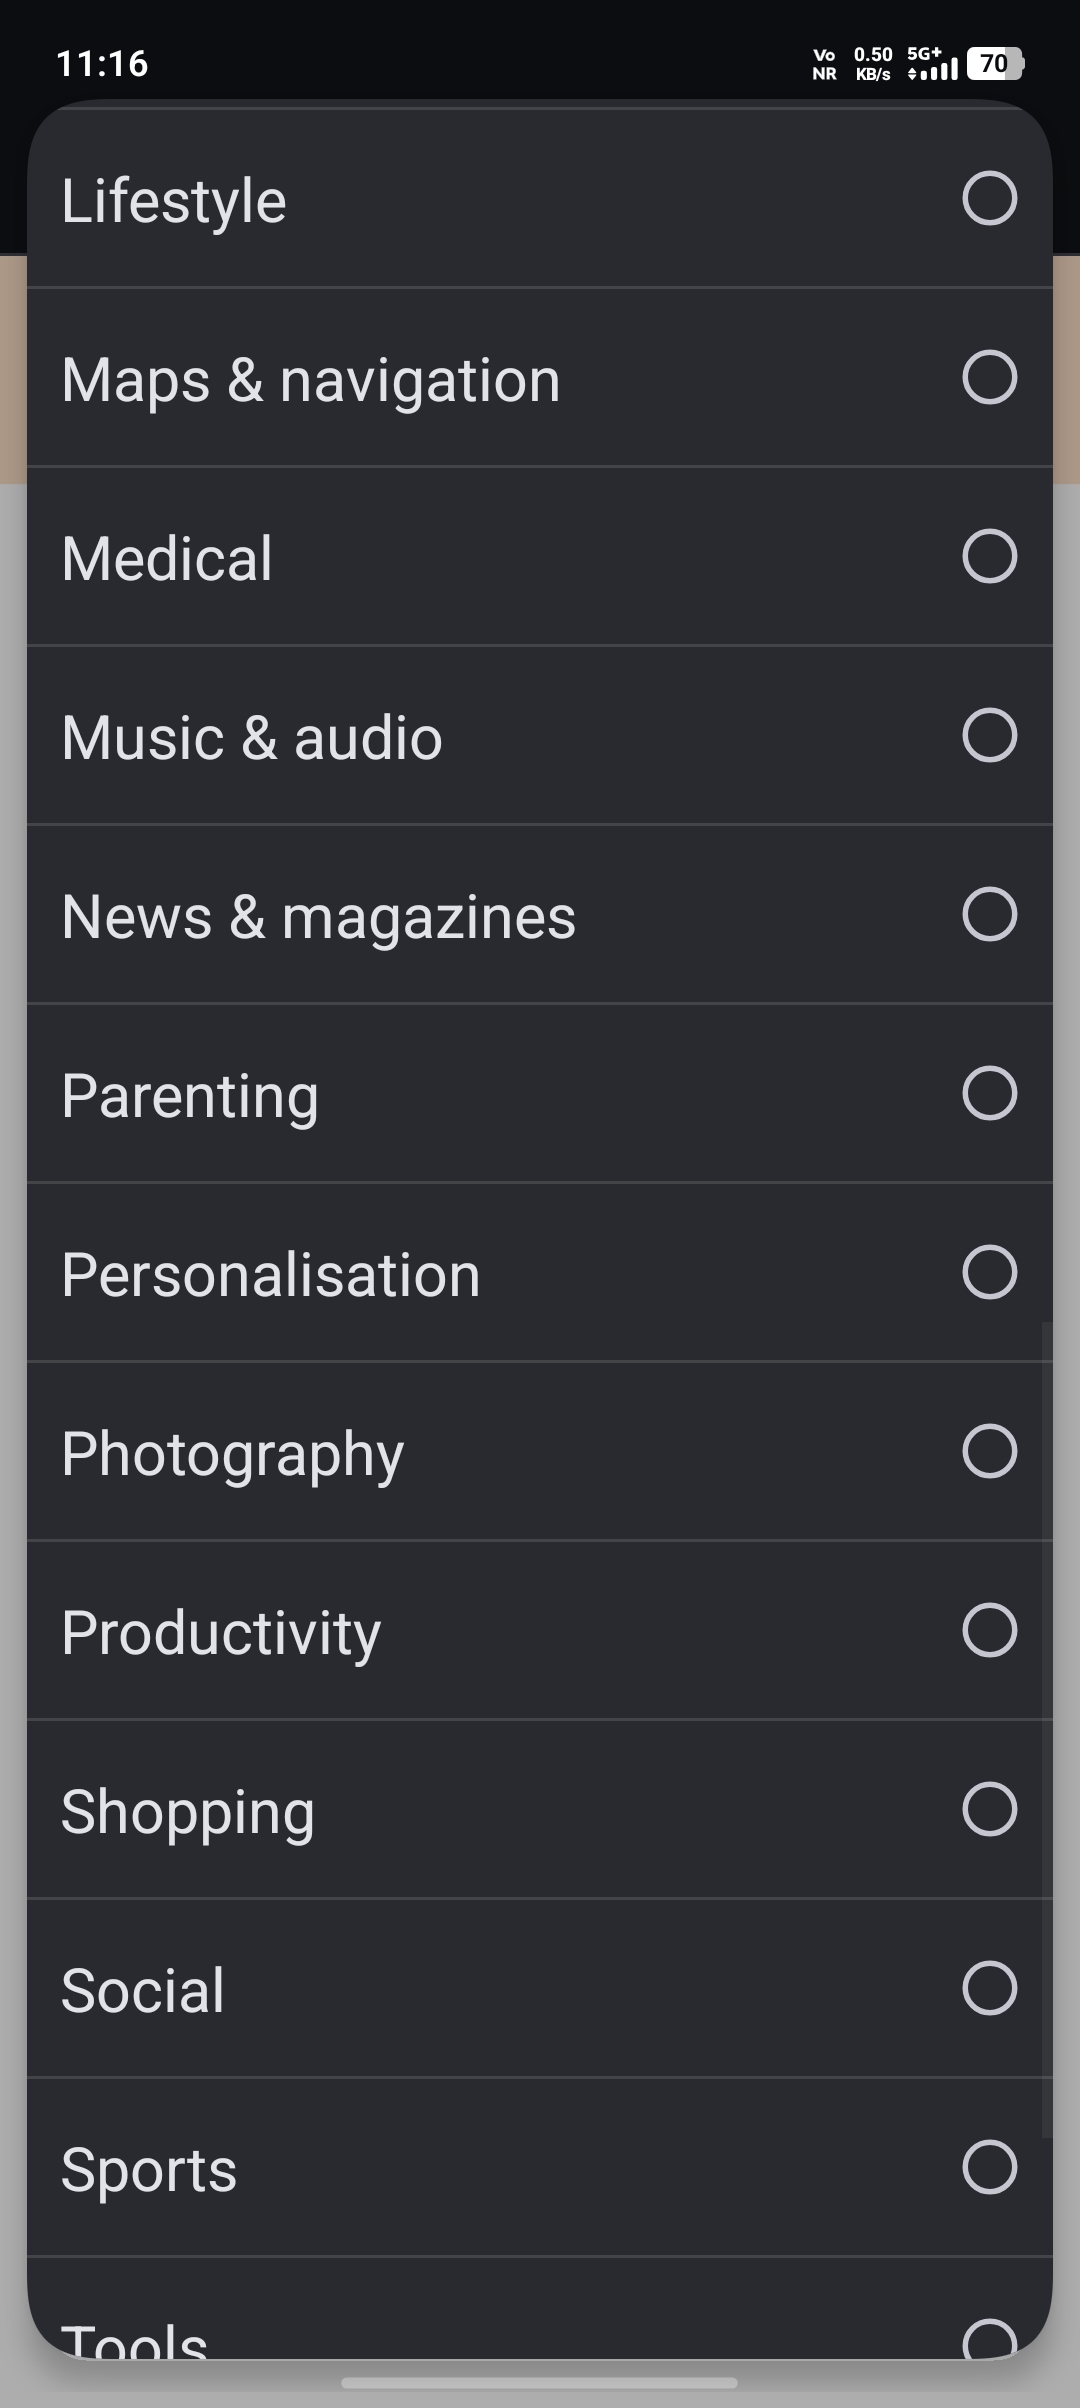 11:16
Vo NR 0.50 KB/s 5G+ 70
Lifestyle
Maps & navigation
Medical
Music & audio
News & magazines
Parenting
Personalisation
Photography
Productivity
Shopping
Social
Sports
Tools